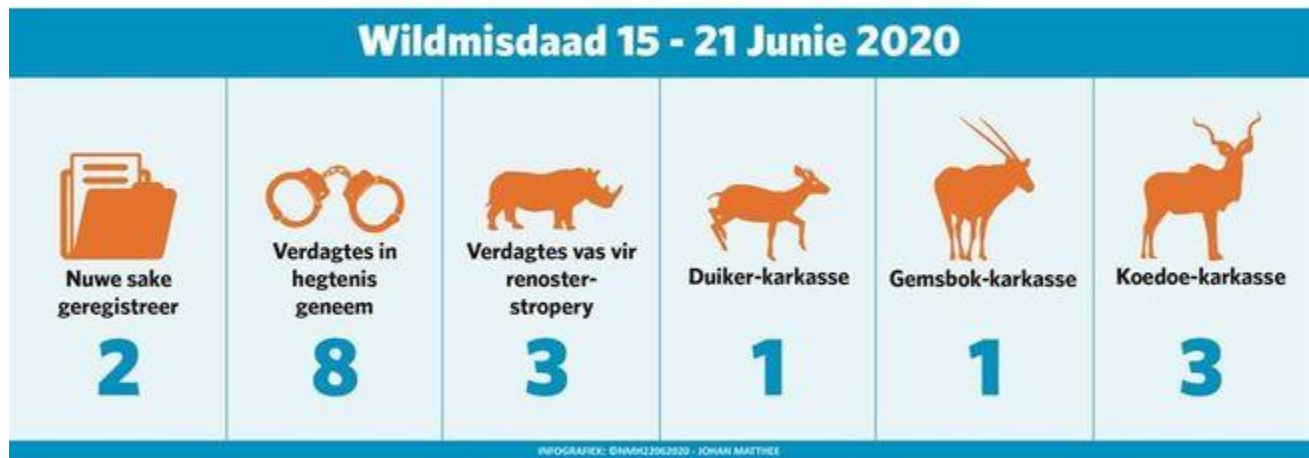 Wildmisdaad 15 - 21 Junie 2020
Nuwe sake
geregistreer
2
Verdagtes in
hegtenis
geneem
8
Verdagtes vas vir
renoster-
stropery
3
Duiker-karkasse
1
Gemsbok-karkasse
1
Koedoe-karkasse
3
INFOGRAFIEK: ©NMH22062020 - JOHAN MATTHEE